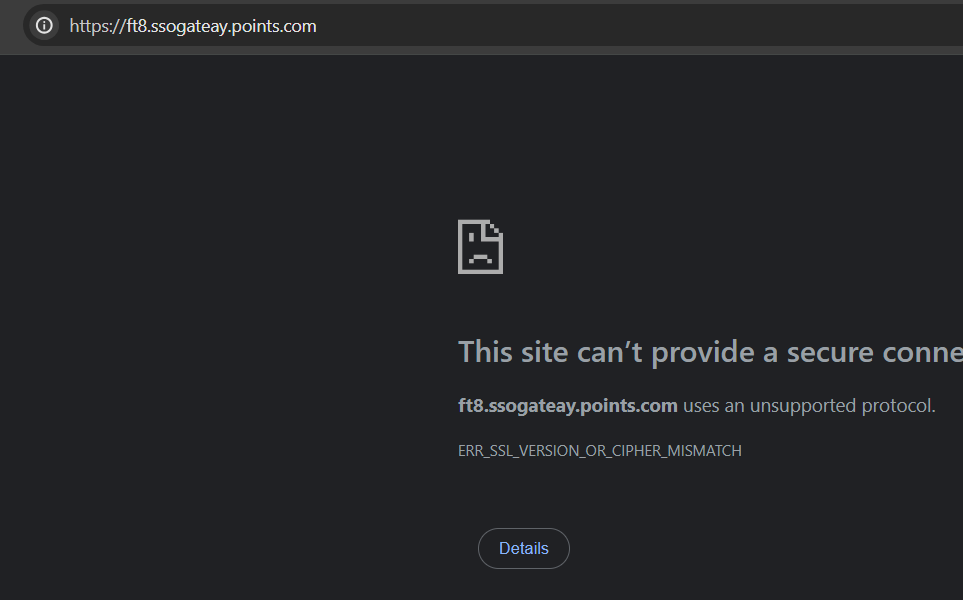 https://ft8.ssogateay.points.com
This site can’t provide a secure conne
ft8.ssogateay.points.com uses an unsupported protocol.
ERR_SSL_VERSION_OR_CIPHER_MISMATCH
Details